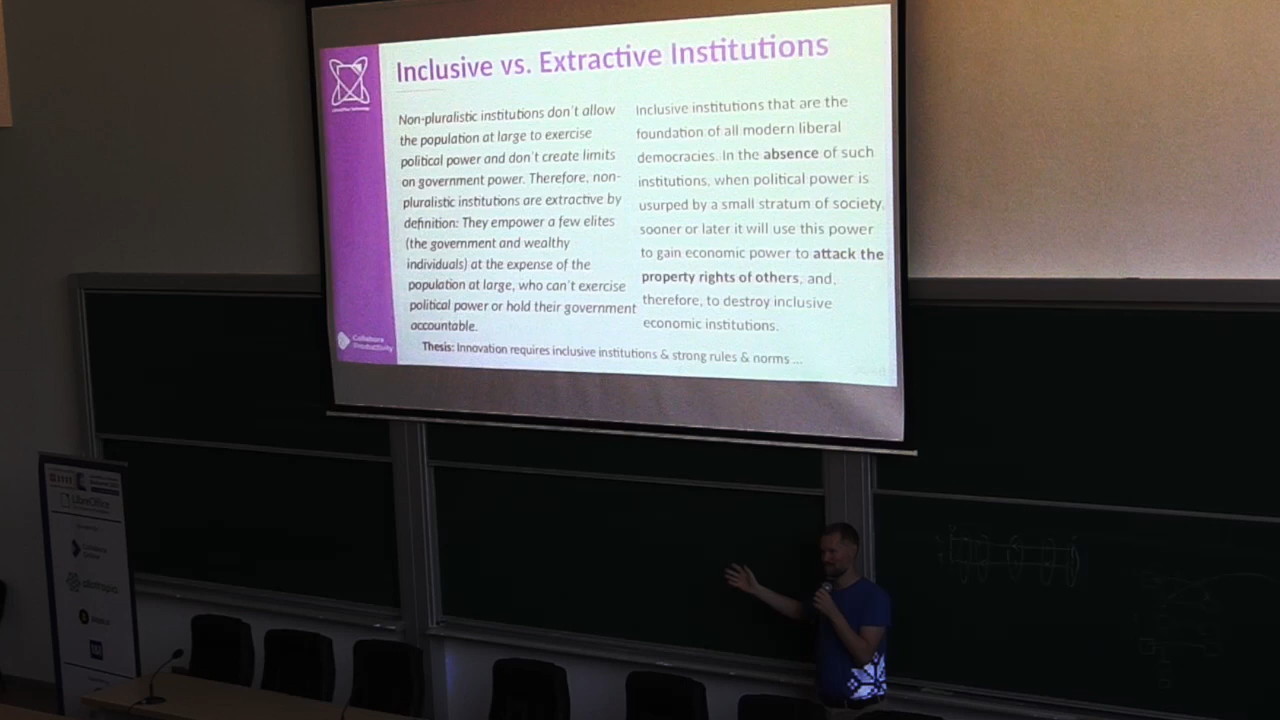 Inclusive vs. Extractive Institutions
Non-pluralistic institutions don't allow
the population at large to exercise
political power and don't create limits
on government power. Therefore, non-
pluralistic institutions are extractive by
definition: They empower a few elites
(the government and wealthy
individuals) at the expense of the
population at large, who can't exercise
political power or hold their government
accountable.
Inclusive institutions that are the
foundation of all modern liberal
democracies. In the absence of such
institutions, when political power is
usurped by a small stratum of society,
sooner or later it will use this power
to gain economic power to attack the
property rights of others, and,
therefore, to destroy inclusive
economic institutions.
Thesis: Innovation requires inclusive institutions & strong rules & norms ...
Collabora
Productivity
LibreOffice
allotropia